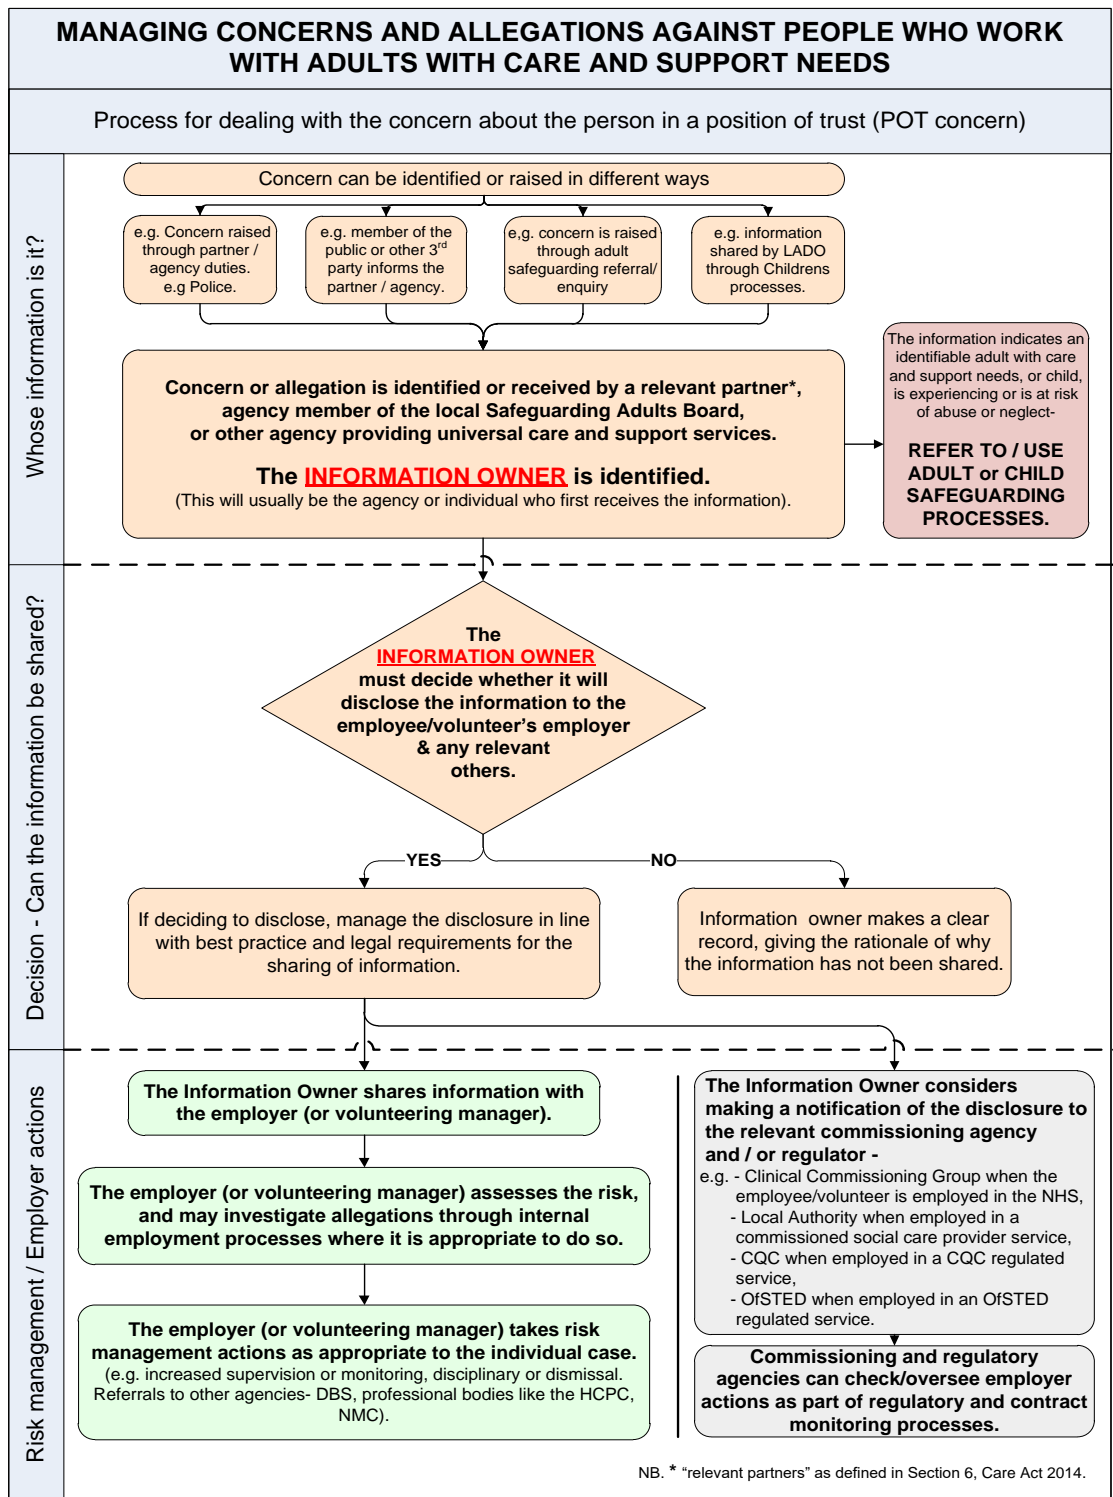 MANAGING CONCERNS AND ALLEGATIONS AGAINST PEOPLE WHO WORK
WITH ADULTS WITH CARE AND SUPPORT NEEDS
Process for dealing with the concern about the person in a position of trust (POT concern)
Whose information is it?
Concern can be identified or raised in different ways
e.g. Concern raised
through partner /
agency duties.
e.g Police.
e.g. member of the
public or other 3rd
party informs the
partner / agency.
e,g. concern is raised
through adult
safeguarding referral/
enquiry
e.g. information
shared by LADO
through Childrens
processes.
Concern or allegation is identified or received by a relevant partner*,
agency member of the local Safeguarding Adults Board,
or other agency providing universal care and support services.
The INFORMATION OWNER is identified.
(This will usually be the agency or individual who first receives the information).
The information indicates an
identifiable adult with care
and support needs, or child,
is experiencing or is at risk
of abuse or neglect-
REFER TO / USE
ADULT or CHILD
SAFEGUARDING
PROCESSES.
Decision - Can the information be shared?
The
INFORMATION OWNER
must decide whether it will
disclose the information to the
employee/volunteer's employer
& any relevant
others.
YES
NO
If deciding to disclose, manage the disclosure in line
with best practice and legal requirements for the
sharing of information.
Information owner makes a clear
record, giving the rationale of why
the information has not been shared.
Risk management / Employer actions
The Information Owner shares information with
the employer (or volunteering manager).
The employer (or volunteering manager) assesses the risk,
and may investigate allegations through internal
employment processes where it is appropriate to do so.
The employer (or volunteering manager) takes risk
management actions as appropriate to the individual case.
(e.g. increased supervision or monitoring, disciplinary or dismissal.
Referrals to other agencies- DBS, professional bodies like the HCPC,
NMC).
The Information Owner considers
making a notification of the disclosure to
the relevant commissioning agency
and / or regulator -
e.g. - Clinical Commissioning Group when the
employee/volunteer is employed in the NHS,
- Local Authority when employed in a
commissioned social care provider service,
- CQC when employed in a CQC regulated
service,
- OfSTED when employed in an OfSTED
regulated service.
Commissioning and regulatory
agencies can check/oversee employer
actions as part of regulatory and contract
monitoring processes.
NB. * “relevant partners” as defined in Section 6, Care Act 2014.